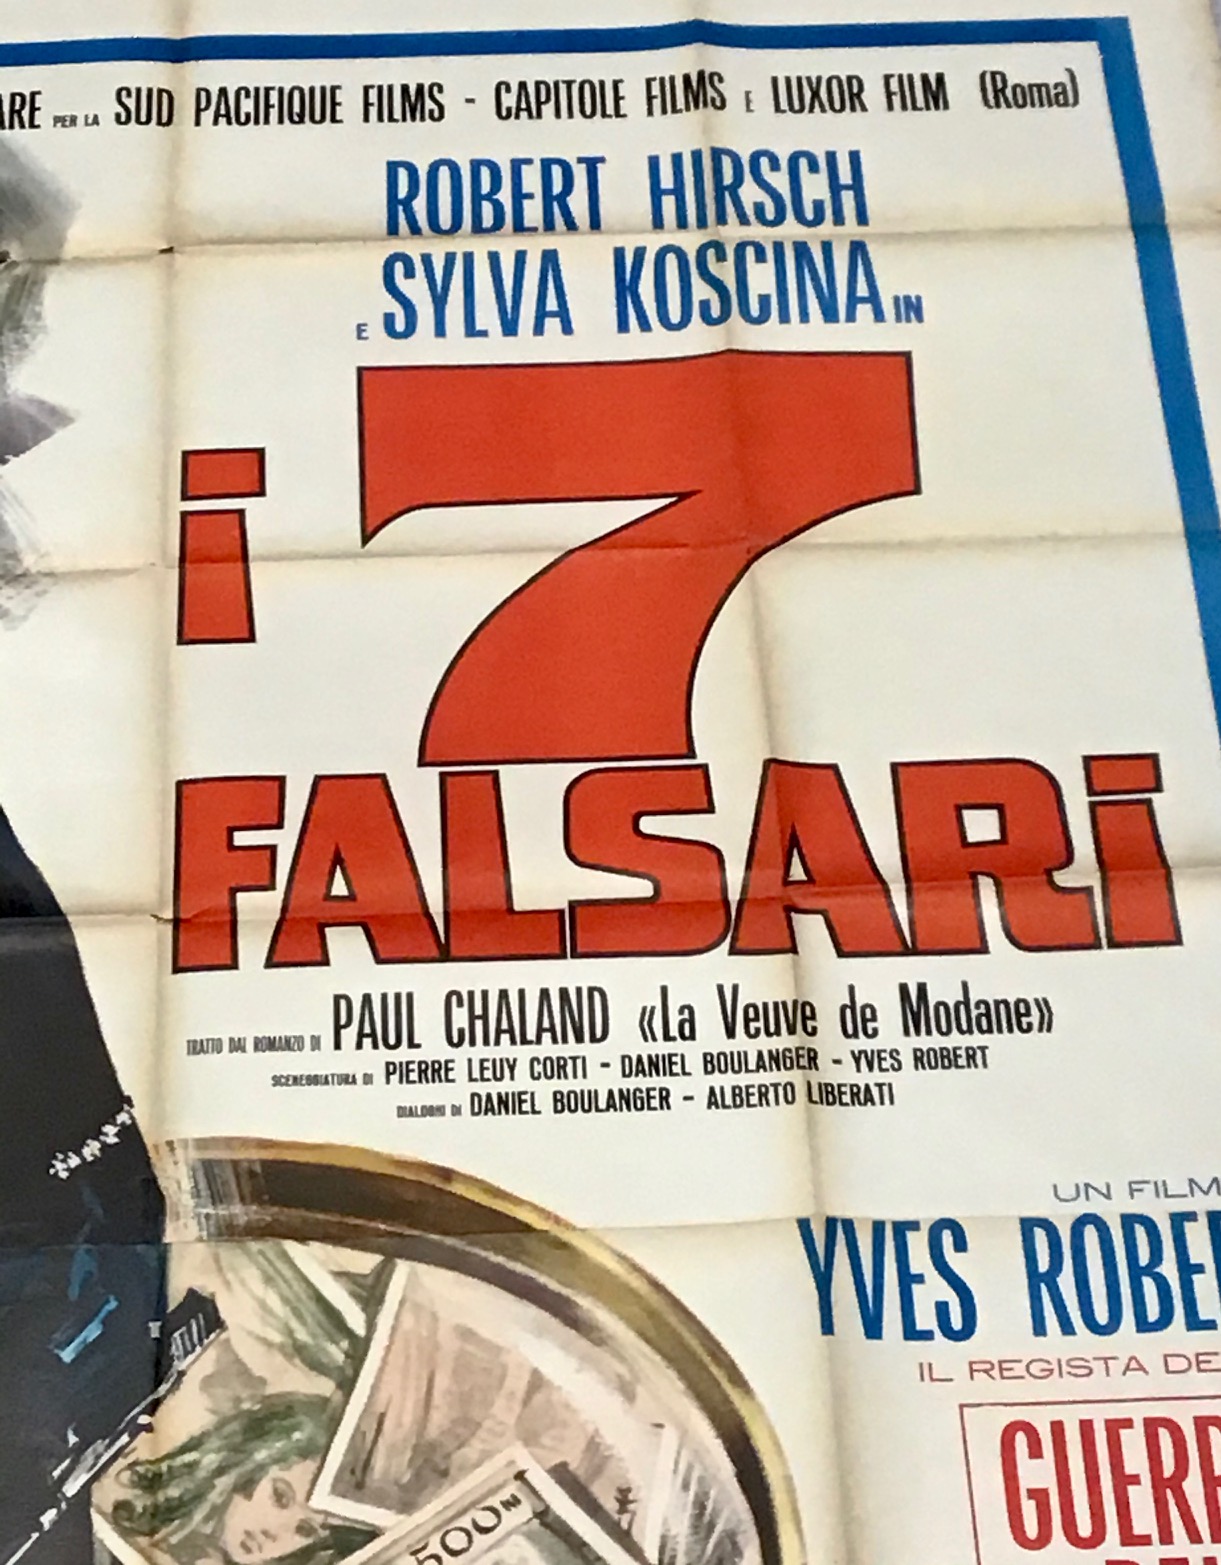 ARE PER LA SUD PACIFIQUE FILMS - CAPITOLE FILMS E LUXOR FILM (Roma)
ROBERT HIRSCH
E SYLVA KOSCINA IN
i 7
FALSARi
TRATTO DAL ROMANZO DI PAUL CHALAND «La Veuve de Modane»
SCENEGGIATURA DI PIERRE LEUY CORTI - DANIEL BOULANGER - YVES ROBERT
DIALOGHI DI DANIEL BOULANGER - ALBERTO LIBERATI
UN FILM
YVES ROBE
IL REGISTA DE
GUER
500